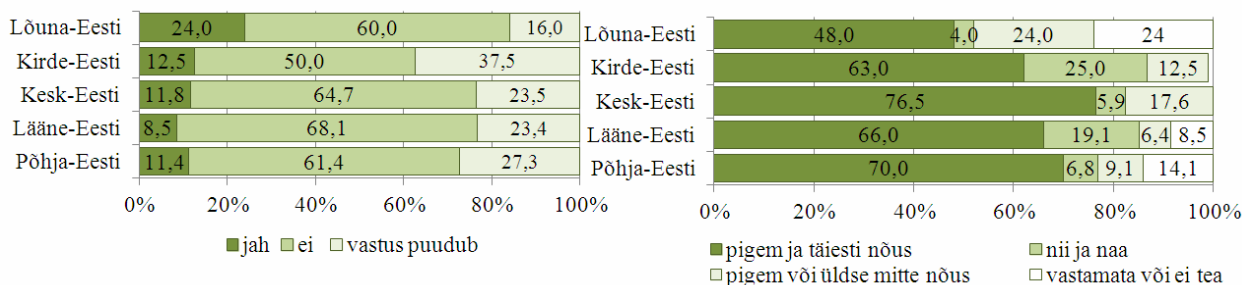 Lõuna-Eesti 24,0 60,0 16,0
Kirde-Eesti 12,5 50,0 37,5
Kesk-Eesti 11,8 64,7 23,5
Lääne-Eesti 8,5 68,1 23,4
Põhja-Eesti 11,4 61,4 27,3
0% 20% 40% 60% 80% 100%
jah ei vastus puudub
Lõuna-Eesti 48,0 4,0 24,0 24
Kirde-Eesti 63,0 25,0 12,5
Kesk-Eesti 76,5 5,9 17,6
Lääne-Eesti 66,0 19,1 6,4 8,5
Põhja-Eesti 70,0 6,8 9,1 14,1
0% 20% 40% 60% 80% 100%
pigem ja täiesti nõus nii ja naa
pigem või üldse mitte nõus vastamata või ei tea